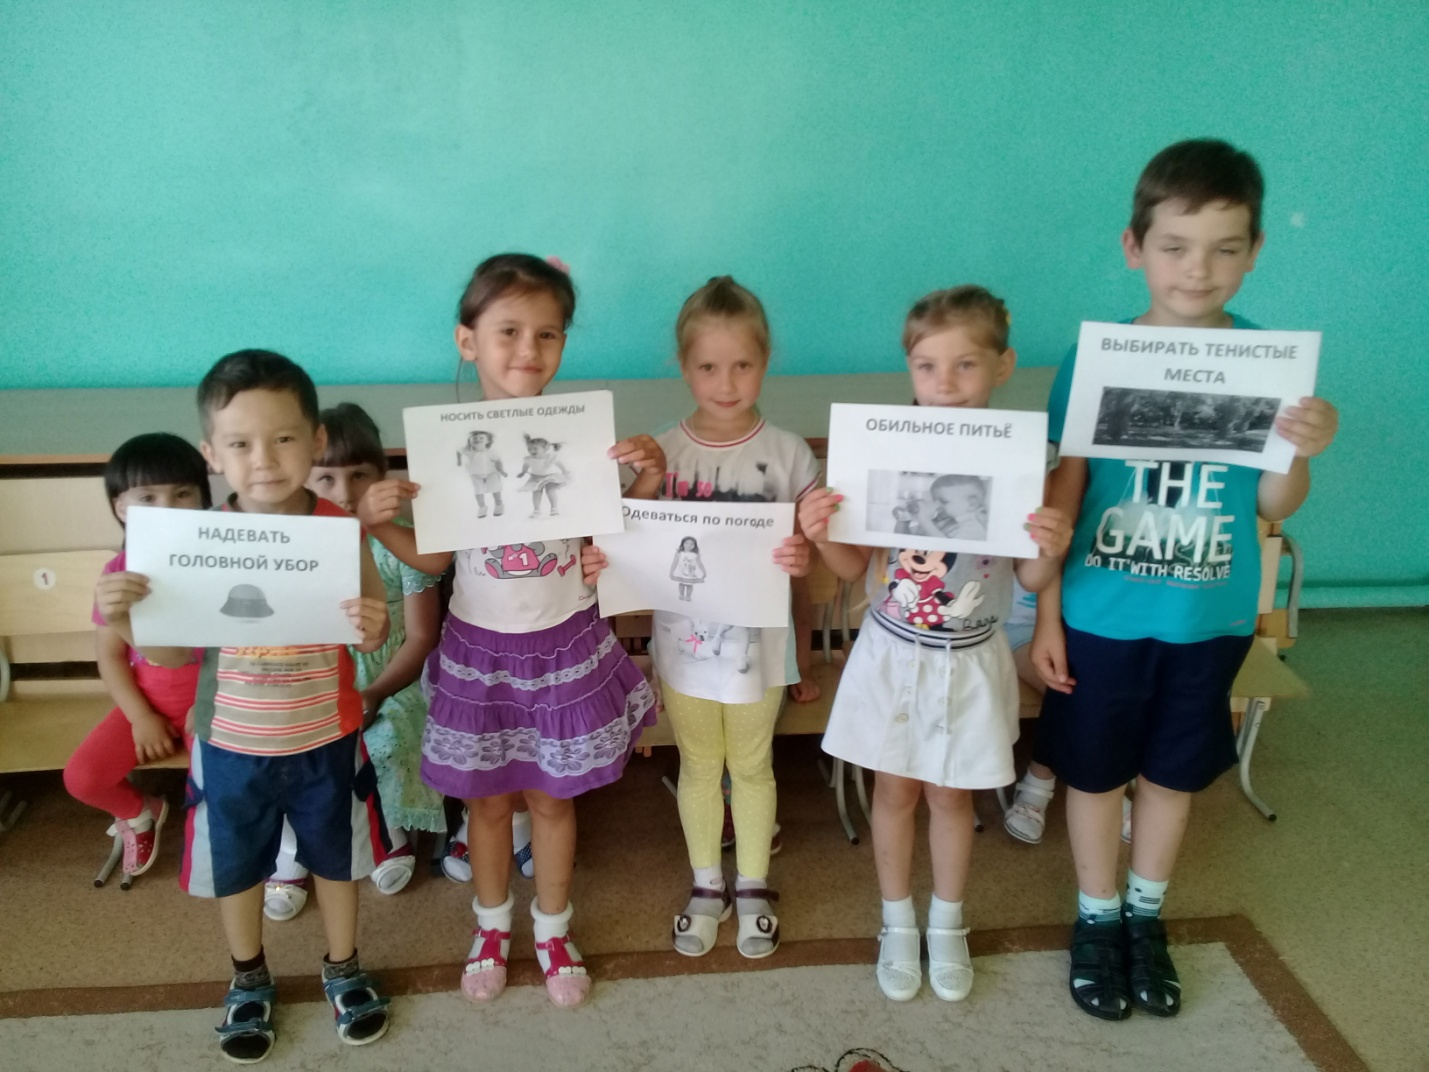 НАДЕВАТЬ
ГОЛОВНОЙ УБОР
НОСИТЬ СВЕТЛЫЕ ОДЕЖДЫ
Одеваться по погоде
ОБИЛЬНОЕ ПИТЬЁ
ВЫБИРАТЬ ТЕНИСТЫЕ
МЕСТА
THE
GAME
DO IT WITH RESOLVE
1
1